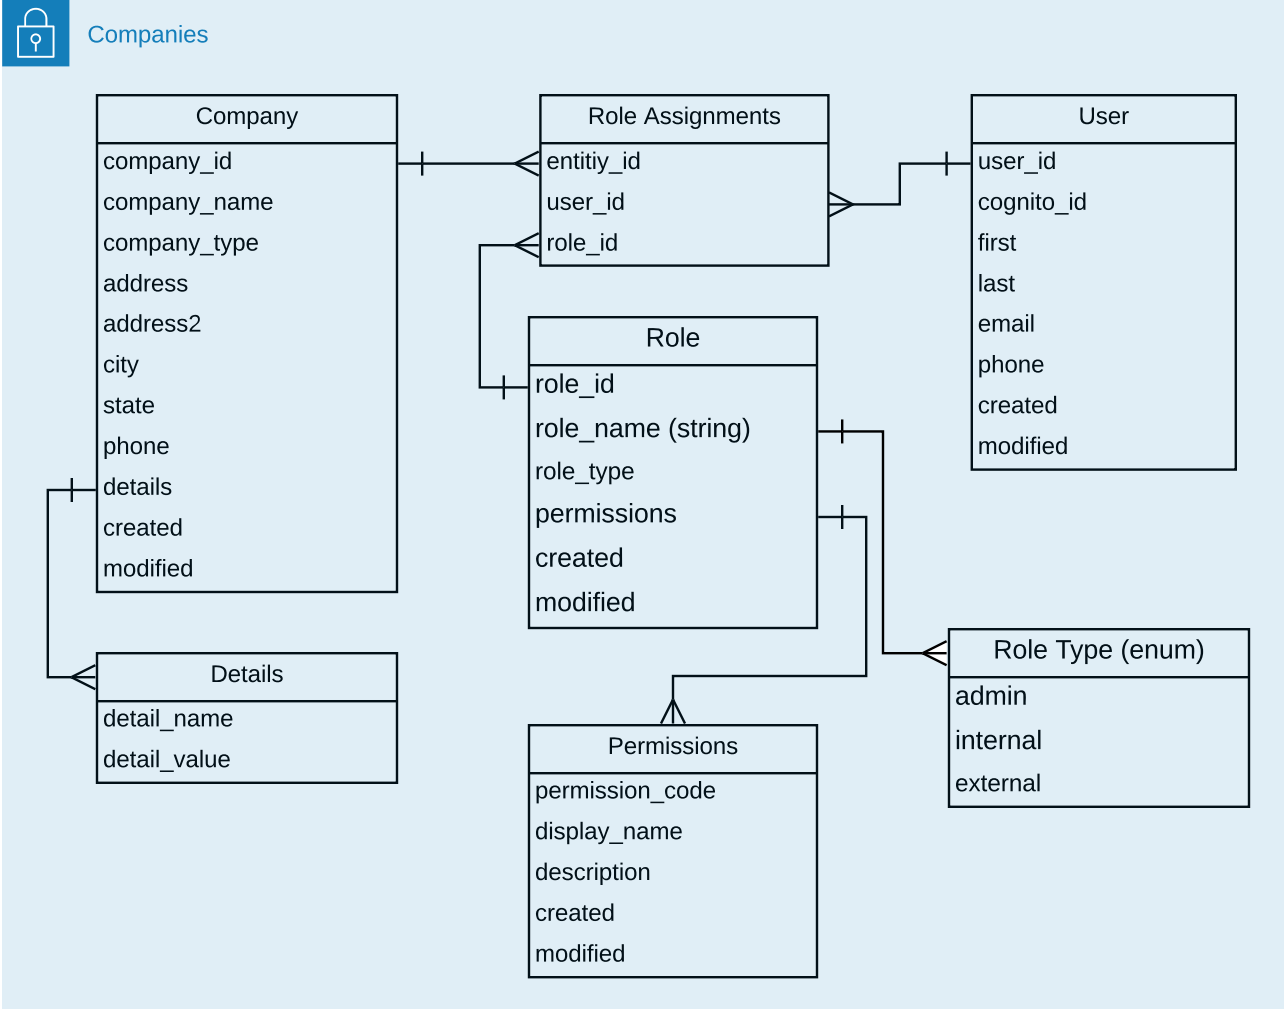 Companies
Company
company_id
company_name
company_type
address
address2
city
state
phone
details
created
modified
Details
detail_name
detail_value
Role Assignments
entitiy_id
user_id
role_id
Role
role_id
role_name (string)
role_type
permissions
created
modified
Permissions
permission_code
display_name
description
created
modified
User
user_id
cognito_id
first
last
email
phone
created
modified
Role Type (enum)
admin
internal
external